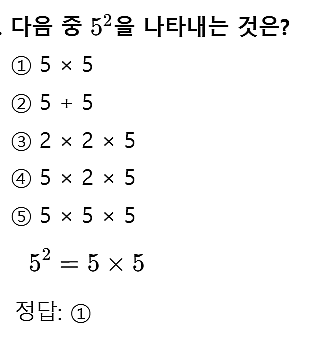 . 다음 중 5²을 나타내는 것은?
① 5 × 5
② 5 + 5
③ 2 × 2 × 5
④ 5 × 2 × 5
⑤ 5 × 5 × 5
5² = 5 × 5
정답: ①